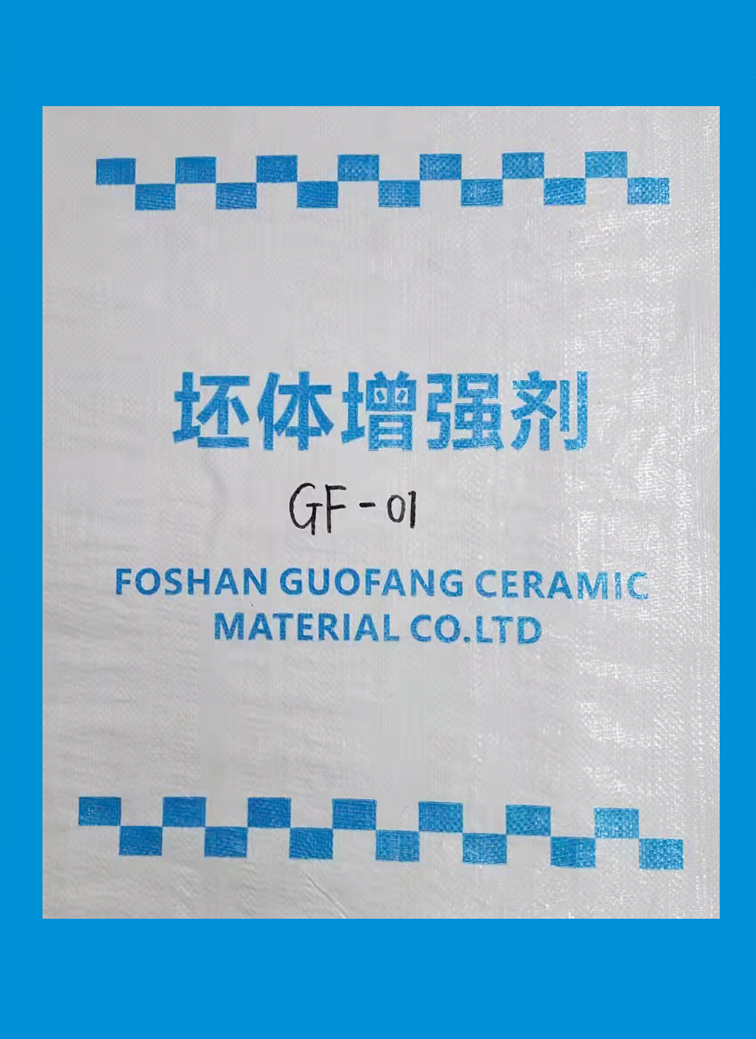 坯体增强剂
GF-01
FOSHAN GUOFANG CERAMIC
MATERIAL CO.LTD